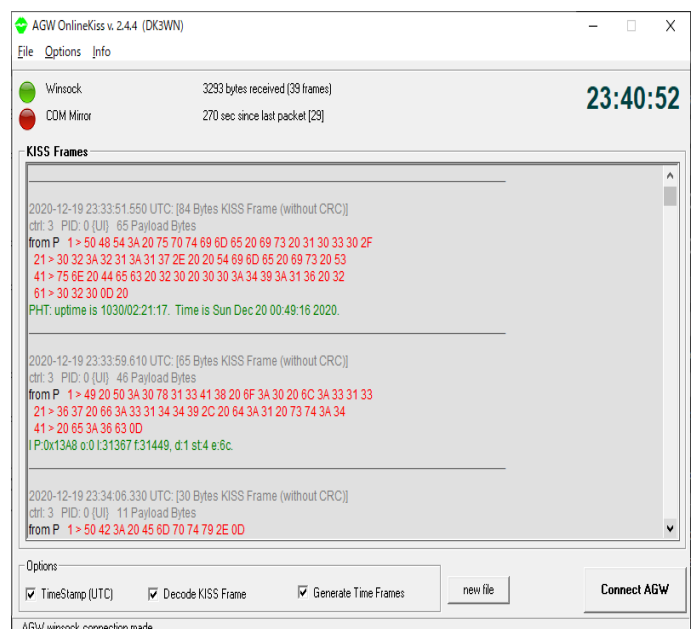 AGW OnlineKiss v. 2.4.4 (DK3WN)
File Options Info
Winsock 3293 bytes received (39 frames)
23:40:52
COM Mirror 270 sec since last packet [29]
KISS Frames
2020-12-19 23:33:51.550 UTC: [84 Bytes KISS Frame (without CRC)]
ctrl: 3 PID: 0 {UI} 65 Payload Bytes
from P 1 > 50 48 54 3A 20 75 70 74 69 6D 65 20 69 73 20 31 30 33 30 2F
21 > 30 32 3A 32 31 3A 31 37 2E 20 20 54 69 6D 65 20 69 73 20 53
41 > 75 6E 20 44 65 63 20 32 30 20 30 30 3A 34 39 3A 31 36 20 32
61 > 30 32 30 0D 20
PHT: uptime is 1030/02:21:17. Time is Sun Dec 20 00:49:16 2020.
2020-12-19 23:33:59.610 UTC: [65 Bytes KISS Frame (without CRC)]
ctrl: 3 PID: 0 {UI} 46 Payload Bytes
from P 1 > 49 20 50 3A 30 78 31 33 41 38 20 6F 3A 30 20 6C 3A 33 31 33
21 > 36 37 20 66 3A 33 31 34 34 39 2C 20 64 3A 31 20 73 74 3A 34
41 > 20 65 3A 36 63 0D
I P:0x13A8 o:0 l:31367 f:31449, d:1 st:4 e:6c.
2020-12-19 23:34:06.330 UTC: [30 Bytes KISS Frame (without CRC)]
ctrl: 3 PID: 0 {UI} 11 Payload Bytes
from P 1 > 50 42 3A 20 45 6D 70 74 79 2E 0D
Options
TimeStamp (UTC) Decode KISS Frame Generate Time Frames new file Connect AGW
AGW winsock connection made